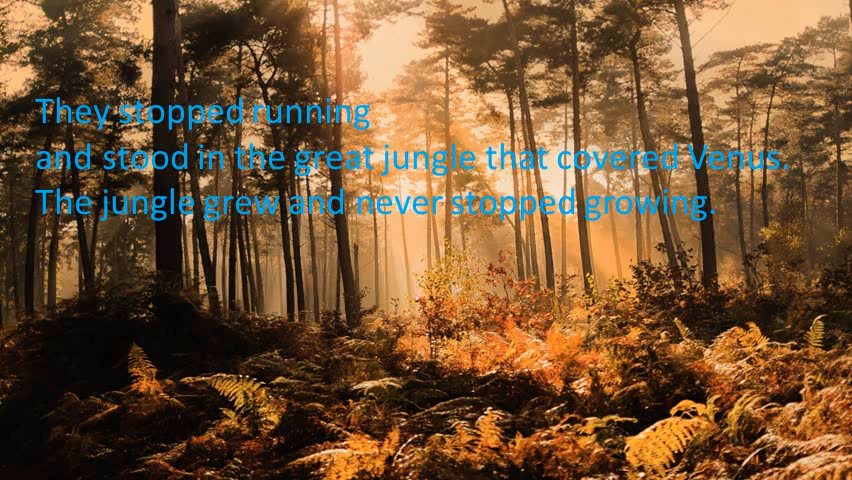 They stopped running
and stood in the great jungle that covered Venus.
The jungle grew and never stopped growing.